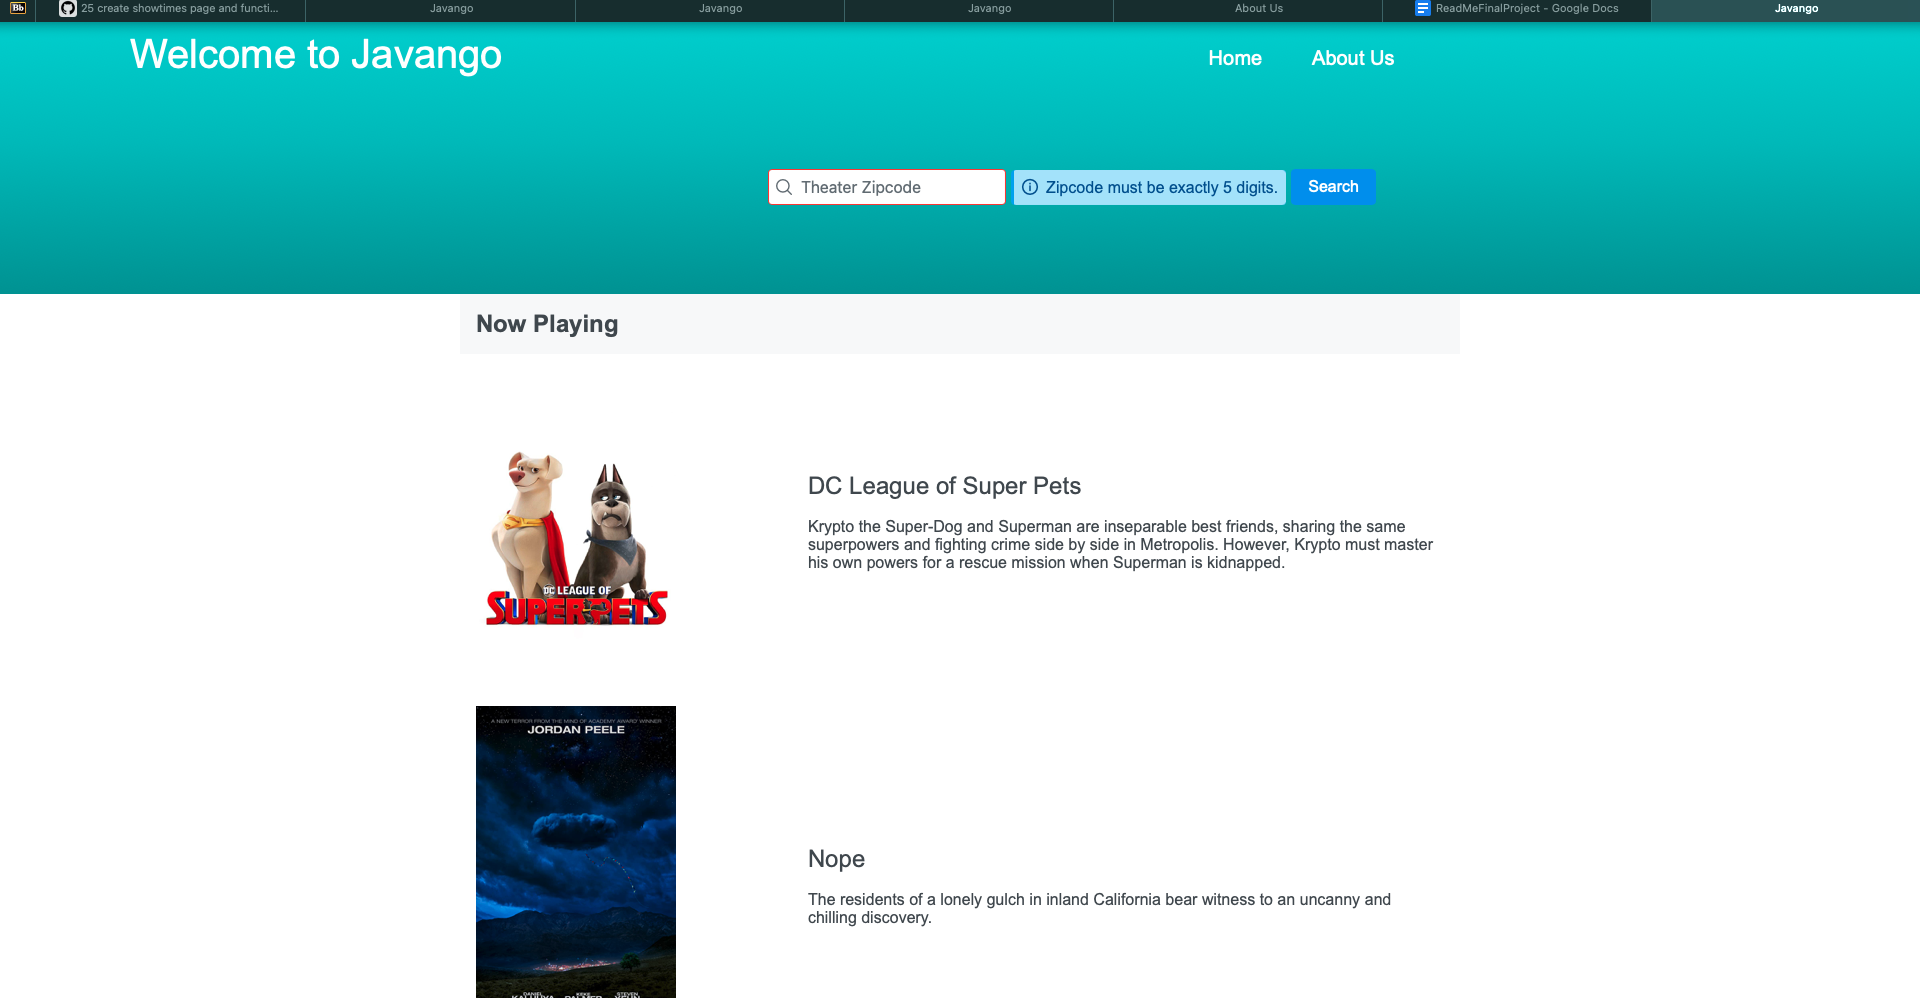 Bb
25 create showtimes page and functi...
Javango
Javango
Javango
About Us
ReadMeFinalProject - Google Docs
Javango
Welcome to Javango
Home
About Us
Theater Zipcode
Zipcode must be exactly 5 digits.
Search
Now Playing
DC LEAGUE OF
SUPERPETS
DC League of Super Pets
Krypto the Super-Dog and Superman are inseparable best friends, sharing the same
superpowers and fighting crime side by side in Metropolis. However, Krypto must master
his own powers for a rescue mission when Superman is kidnapped.
A NEW TERROR FROM THE MIND OF ACADEMY AWARD WINNER
JORDAN PEELE
Nope
The residents of a lonely gulch in inland California bear witness to an uncanny and
chilling discovery.
DANIEL
KEKE
STEVEN